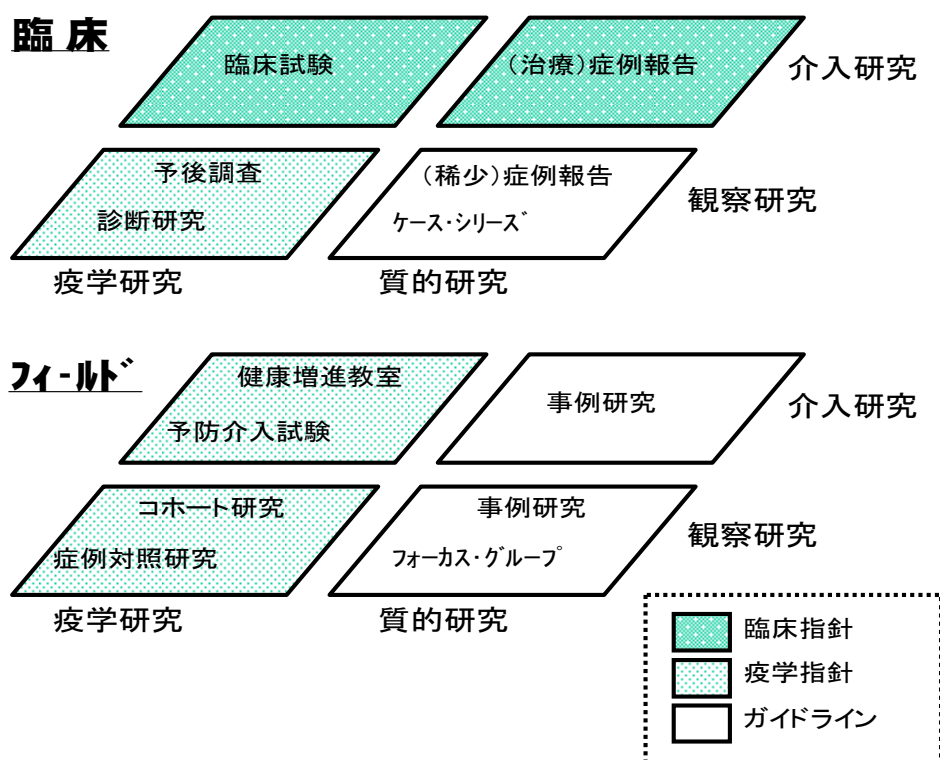 臨床
臨床試験
（治療）症例報告
介入研究
予後調査
（稀少）症例報告
観察研究
診断研究
ｹｰｽ・ｼﾘｰｽﾞ
疫学研究
質的研究
ﾌｨｰﾙﾄﾞ
健康増進教室
事例研究
介入研究
予防介入試験
コホート研究
事例研究
観察研究
症例対照研究
ﾌｫｰｶｽ・ｸﾞﾙｰﾌﾟ
疫学研究
質的研究
臨床指針
疫学指針
ガイドライン